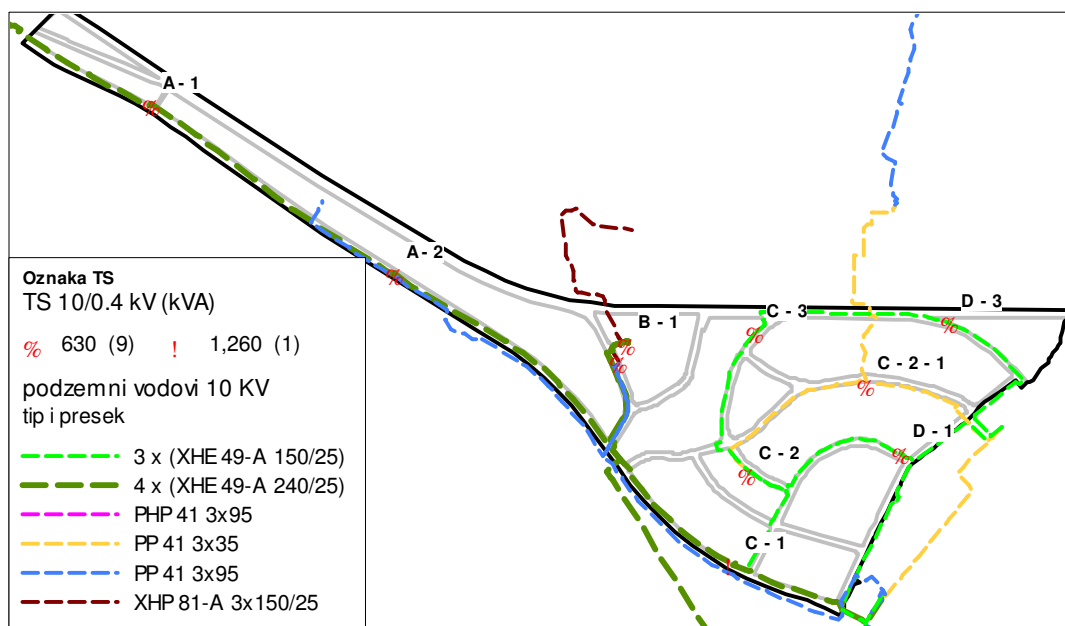 A - 1
A - 2
B - 1
C - 3
D - 3
C - 2 - 1
D - 1
C - 2
C - 1
Oznaka TS
TS 10/0.4 kV (kVA)
% 630 (9) ! 1,260 (1)
podzemni vodovi 10 KV
tip i presek
3 x (XHE 49-A 150/25)
4 x (XHE 49-A 240/25)
PHP 41 3x95
PP 41 3x35
PP 41 3x95
XHP 81-A 3x150/25
%
%
%
%
%
%
%
%
%
!